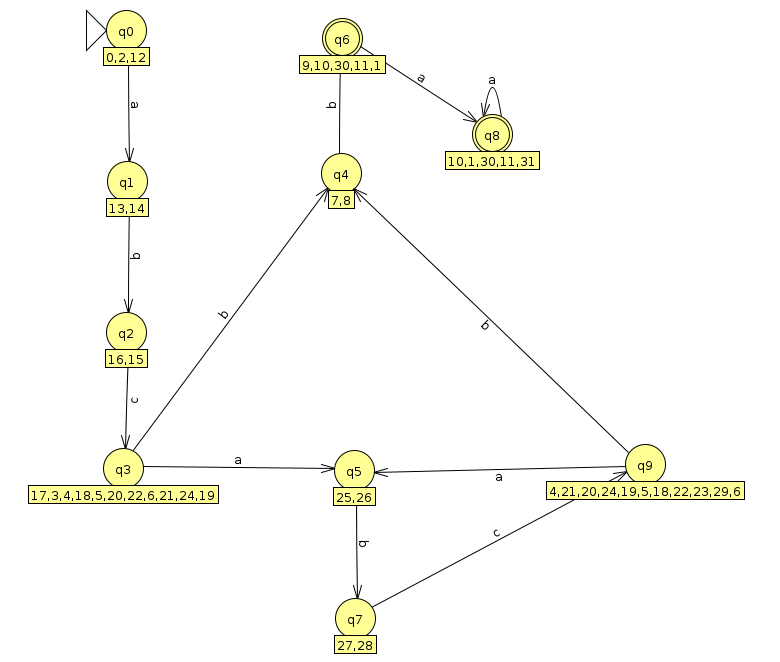 q0
0,2,12
a
q1
13,14
b
q2
16,15
c
q3
17,3,4,18,5,20,22,6,21,24,19
q6
9,10,30,11,1
a
a
q8
10,1,30,11,31
b
q4
7,8
b
b
a
q5
25,26
a
q9
4,21,20,24,19,5,18,22,23,29,6
b
c
q7
27,28